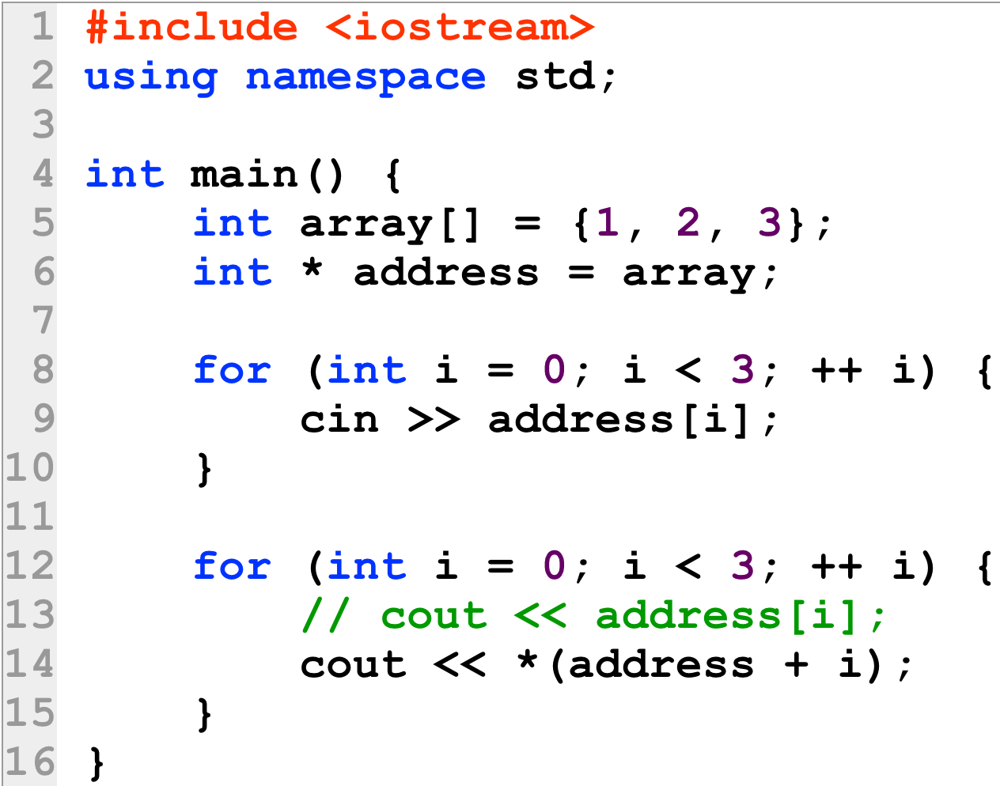 1 #include <iostream>
2 using namespace std;
3
4 int main() {
5     int array[] = {1, 2, 3};
6     int * address = array;
7
8     for (int i = 0; i < 3; ++ i) {
9         cin >> address[i];
10     }
11
12     for (int i = 0; i < 3; ++ i) {
13         // cout << address[i];
14         cout << *(address + i);
15     }
16 }